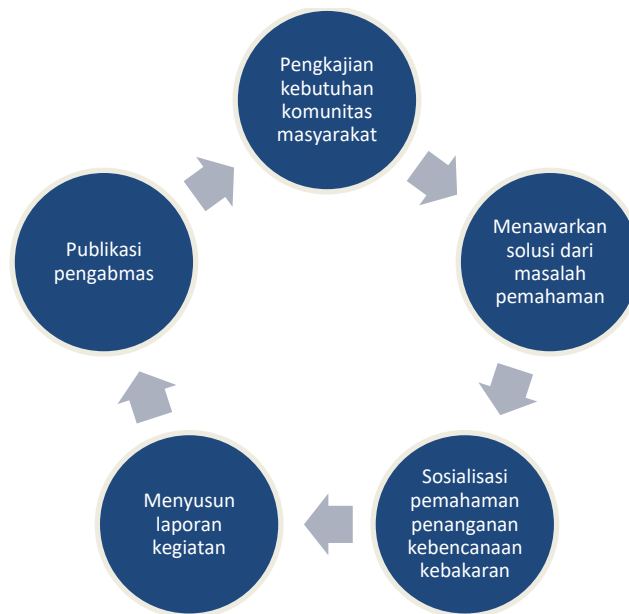 Pengkajian
kebutuhan
komunitas
masyarakat
Menawarkan
solusi dari
masalah
pemahaman
Sosialisasi
pemahaman
penanganan
kebencanaan
kebakaran
Menyusun
laporan
kegiatan
Publikasi
pengabmas